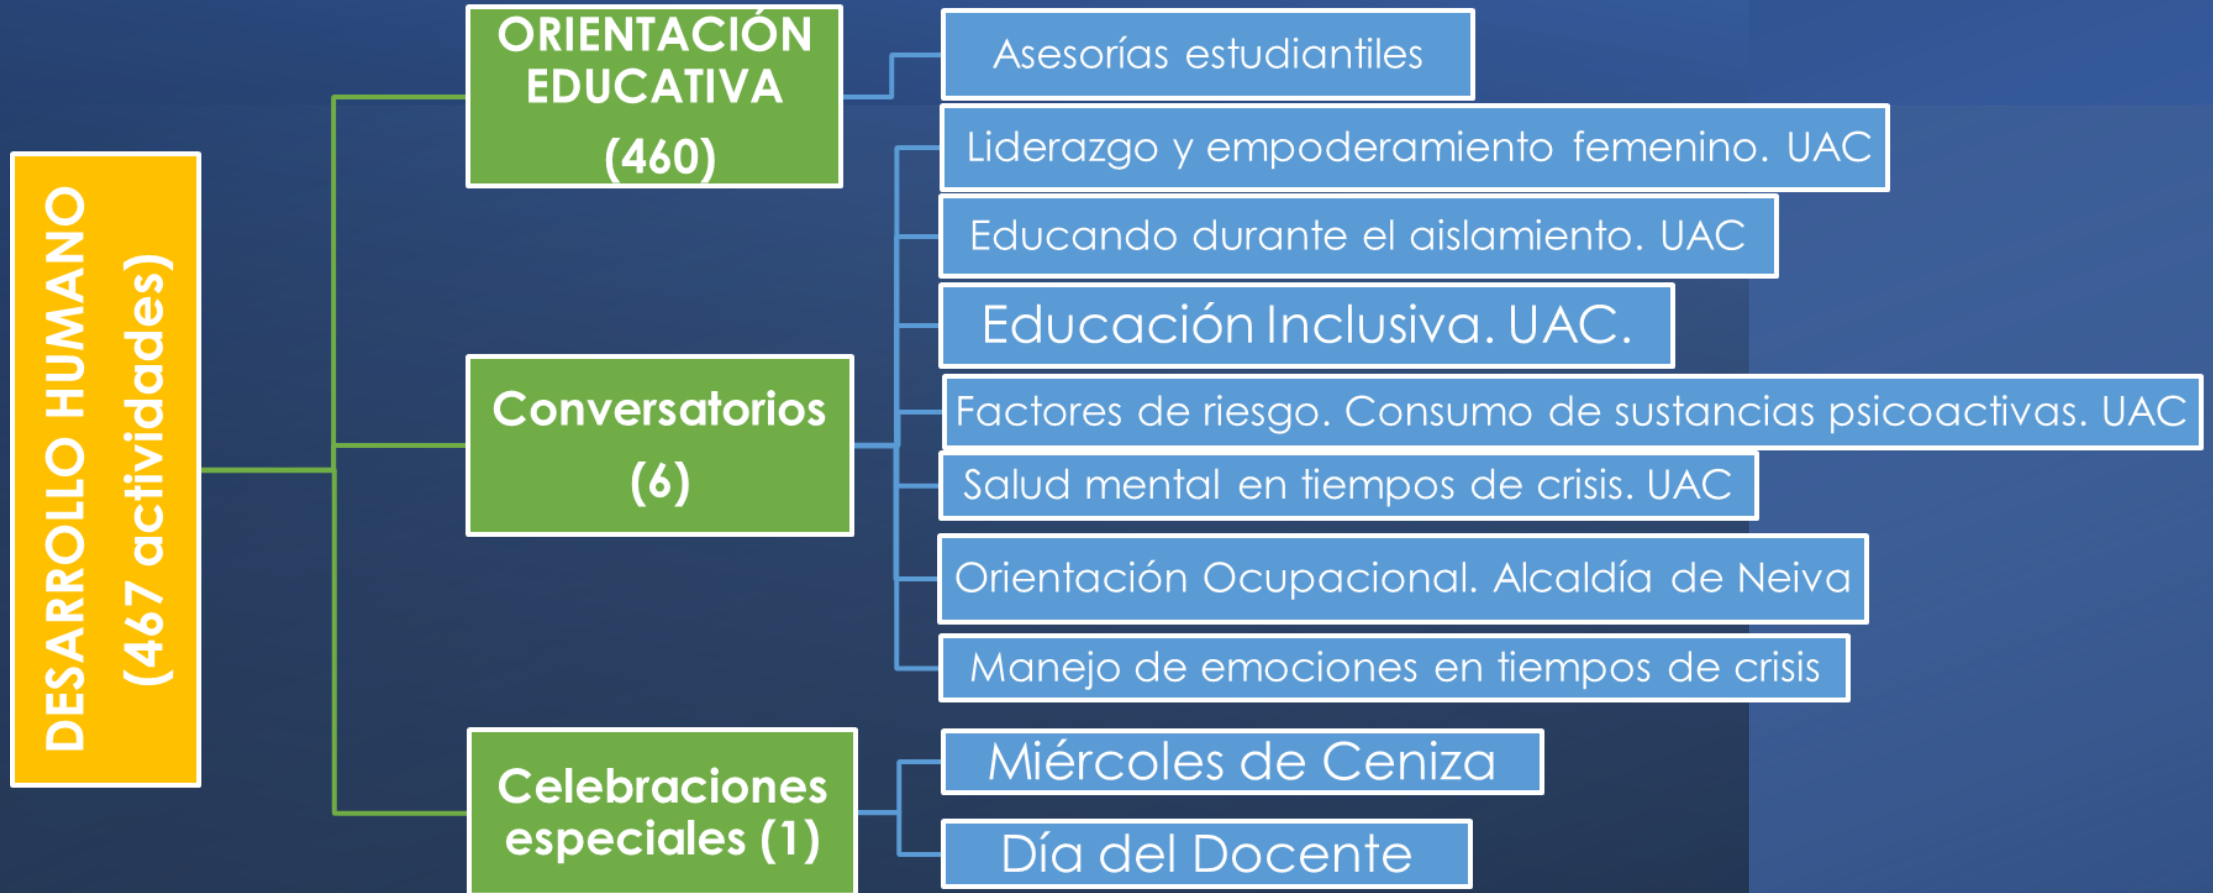 DESARROLLO HUMANO
(467 actividades)
ORIENTACIÓN
EDUCATIVA
(460)
Asesorías estudiantiles
Conversatorios
(6)
Liderazgo y empoderamiento femenino. UAC
Educando durante el aislamiento. UAC
Educación Inclusiva. UAC.
Factores de riesgo. Consumo de sustancias psicoactivas. UAC
Salud mental en tiempos de crisis. UAC
Orientación Ocupacional. Alcaldía de Neiva
Manejo de emociones en tiempos de crisis
Celebraciones
especiales (1)
Miércoles de Ceniza
Día del Docente